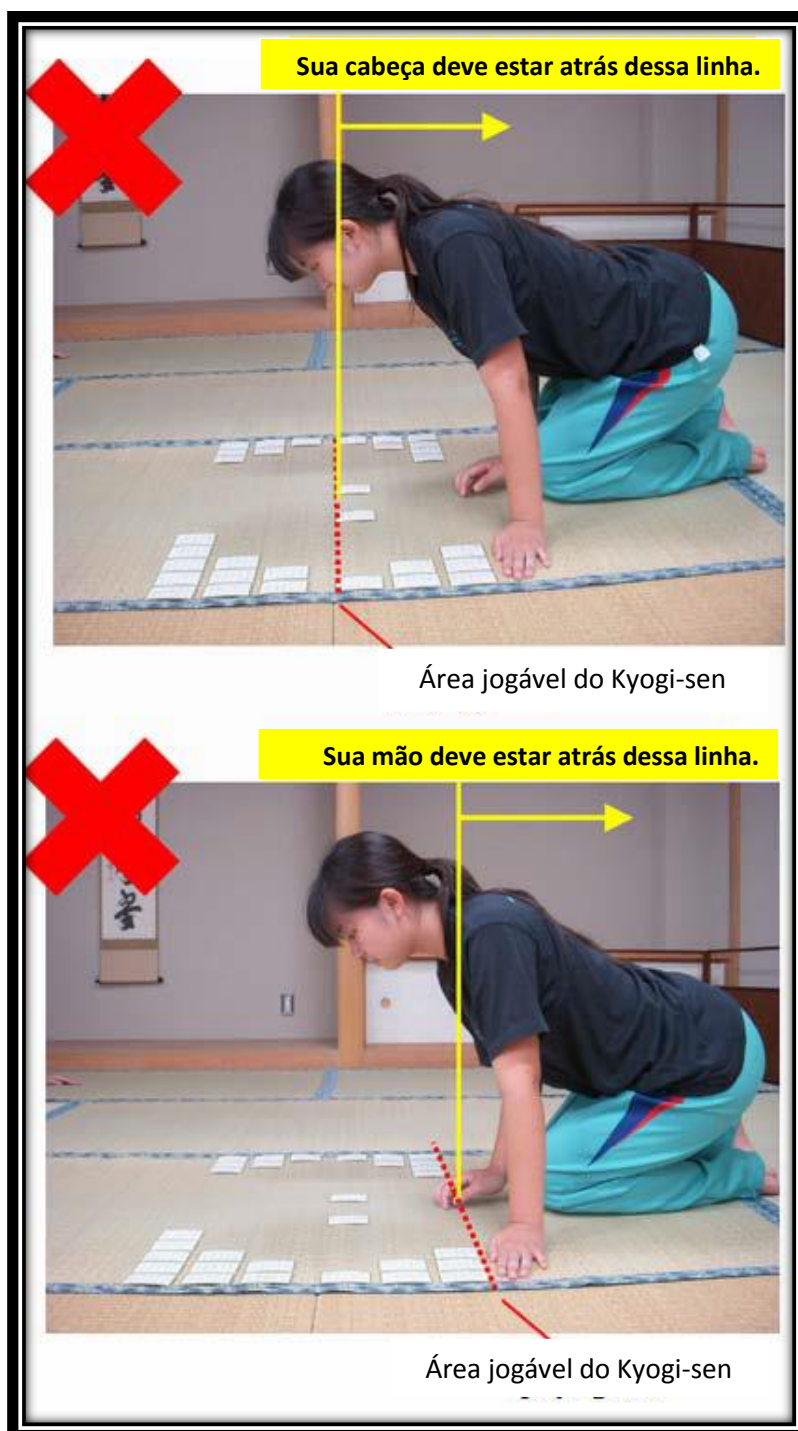 Sua cabeça deve estar atrás dessa linha.
Área jogável do Kyogi-sen
Sua mão deve estar atrás dessa linha.
Área jogável do Kyogi-sen